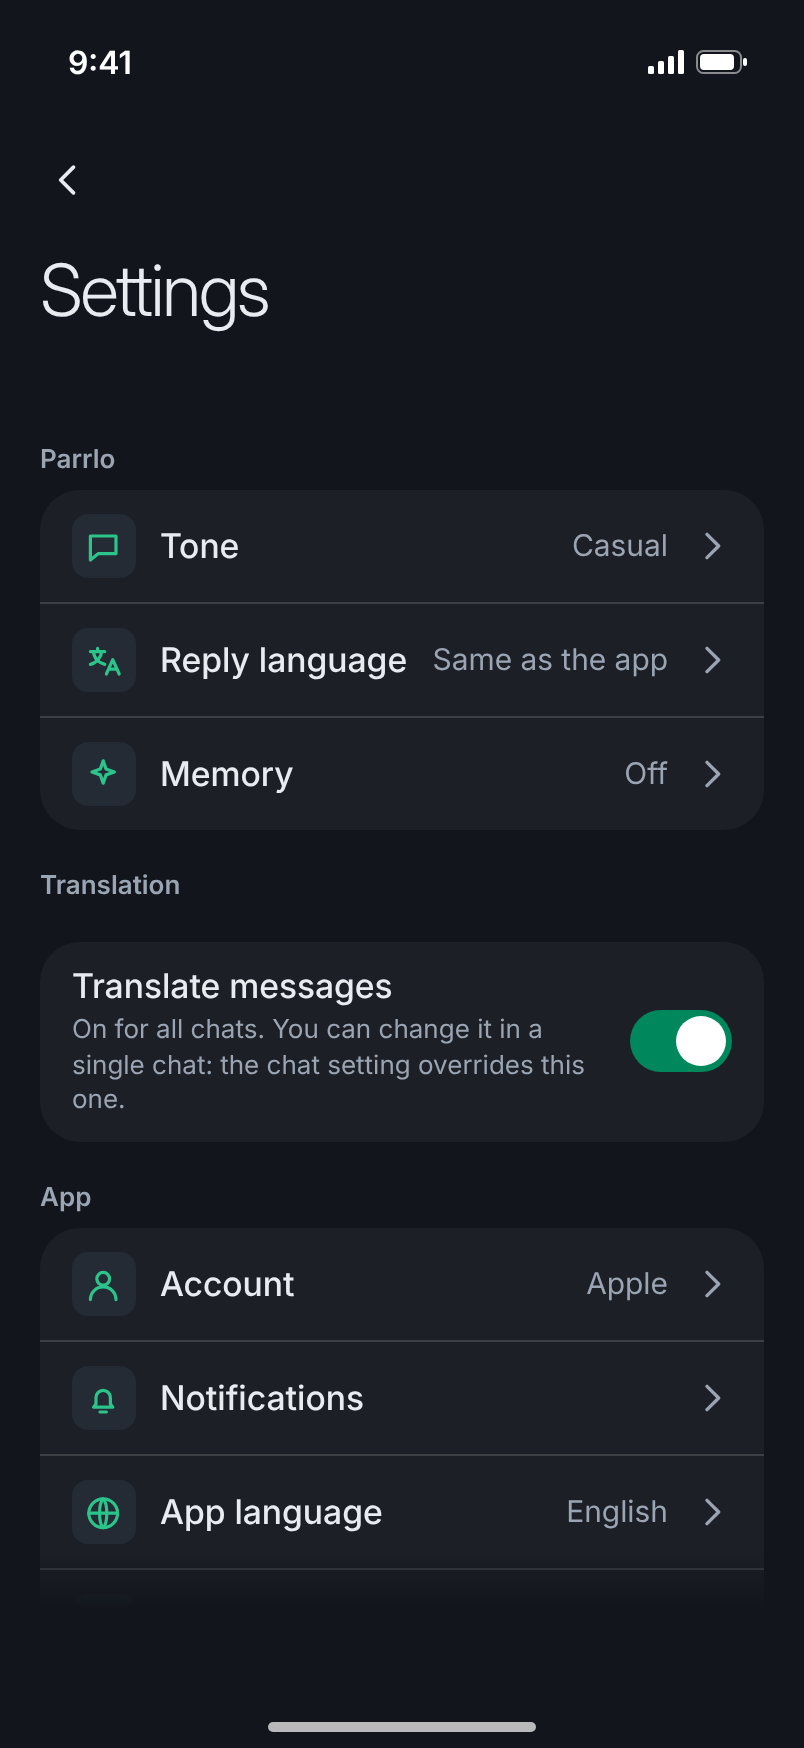 9:41
Settings
Parrlo
Tone Casual
Reply language Same as the app
Memory Off
Translation
Translate messages
On for all chats. You can change it in a
single chat: the chat setting overrides this
one.
App
Account Apple
Notifications
App language English